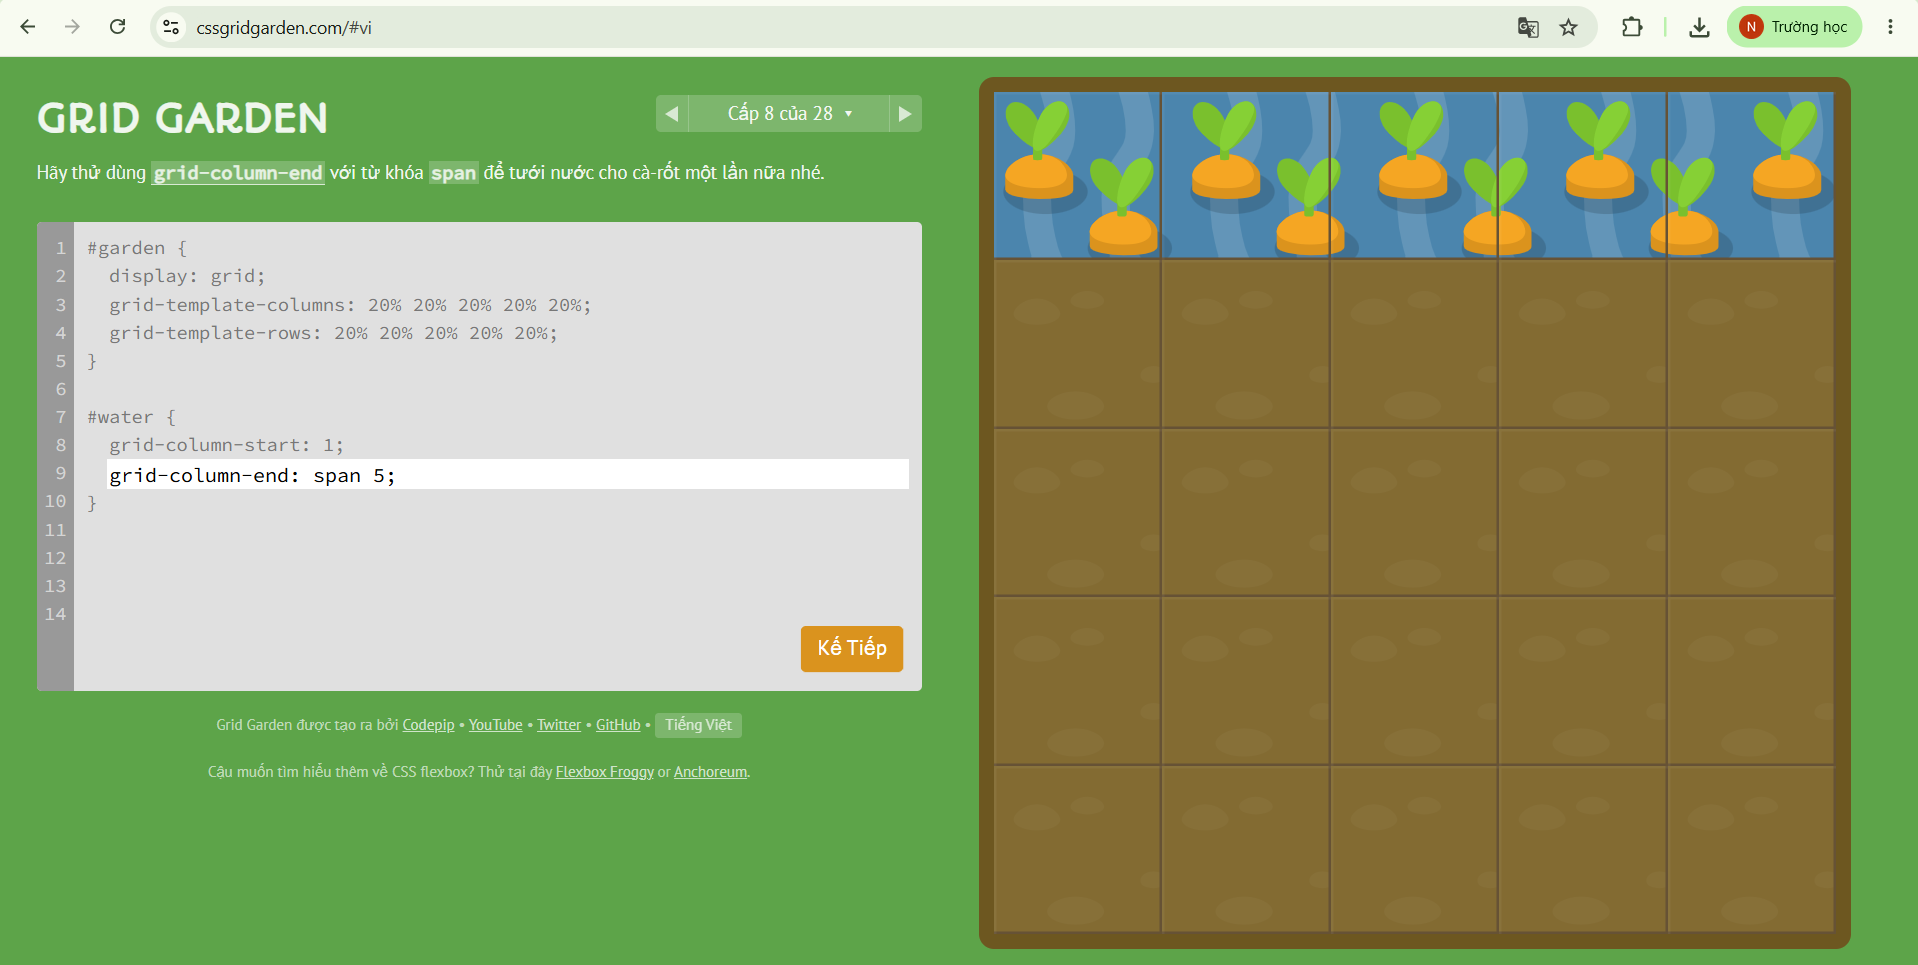 cssgridgarden.com/#vi
N Trường học
GRID GARDEN
Cấp 8 của 28
Hãy thử dùng grid-column-end với từ khóa span để tưới nước cho cà-rốt một lần nữa nhé.
1 #garden {
2 display: grid;
3 grid-template-columns: 20% 20% 20% 20% 20%;
4 grid-template-rows: 20% 20% 20% 20% 20%;
5 }
6
7 #water {
8 grid-column-start: 1;
9 grid-column-end: span 5;
10 }
11
12
13
14
Kế Tiếp
Grid Garden được tạo ra bởi Codepip • YouTube • Twitter • GitHub • Tiếng Việt
Cậu muốn tìm hiểu thêm về CSS flexbox? Thử tại đây Flexbox Froggy or Anchoreum.